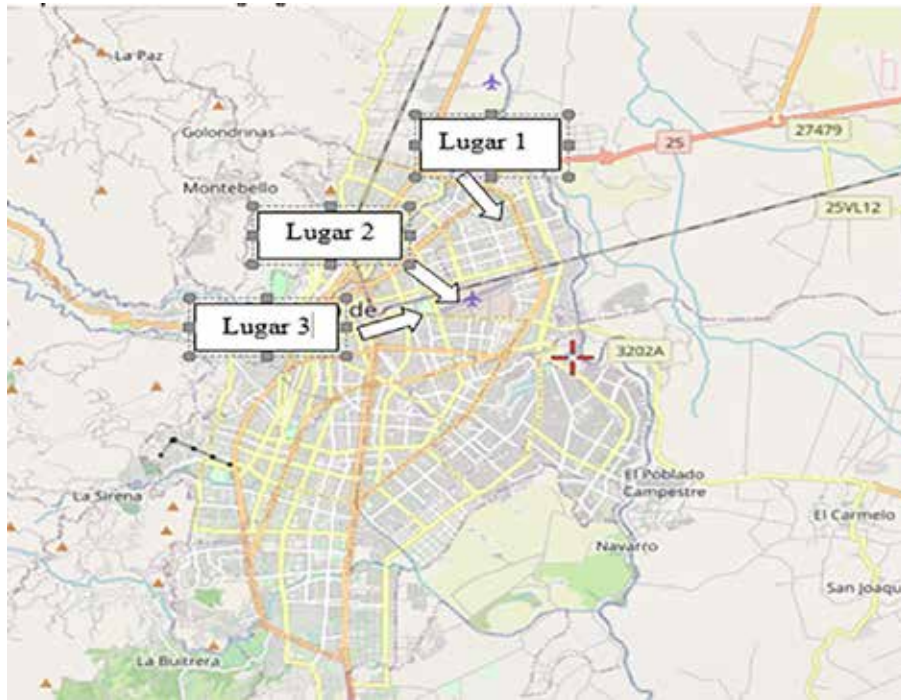 La Paz
Golondrinas
Lugar 1
25
27479
Montebello
25VL12
Lugar 2
de
Lugar 3
3202A
La Sirena
El Poblado
Campestre
El Carmelo
Navarro
San Joaqu
La Buitrera